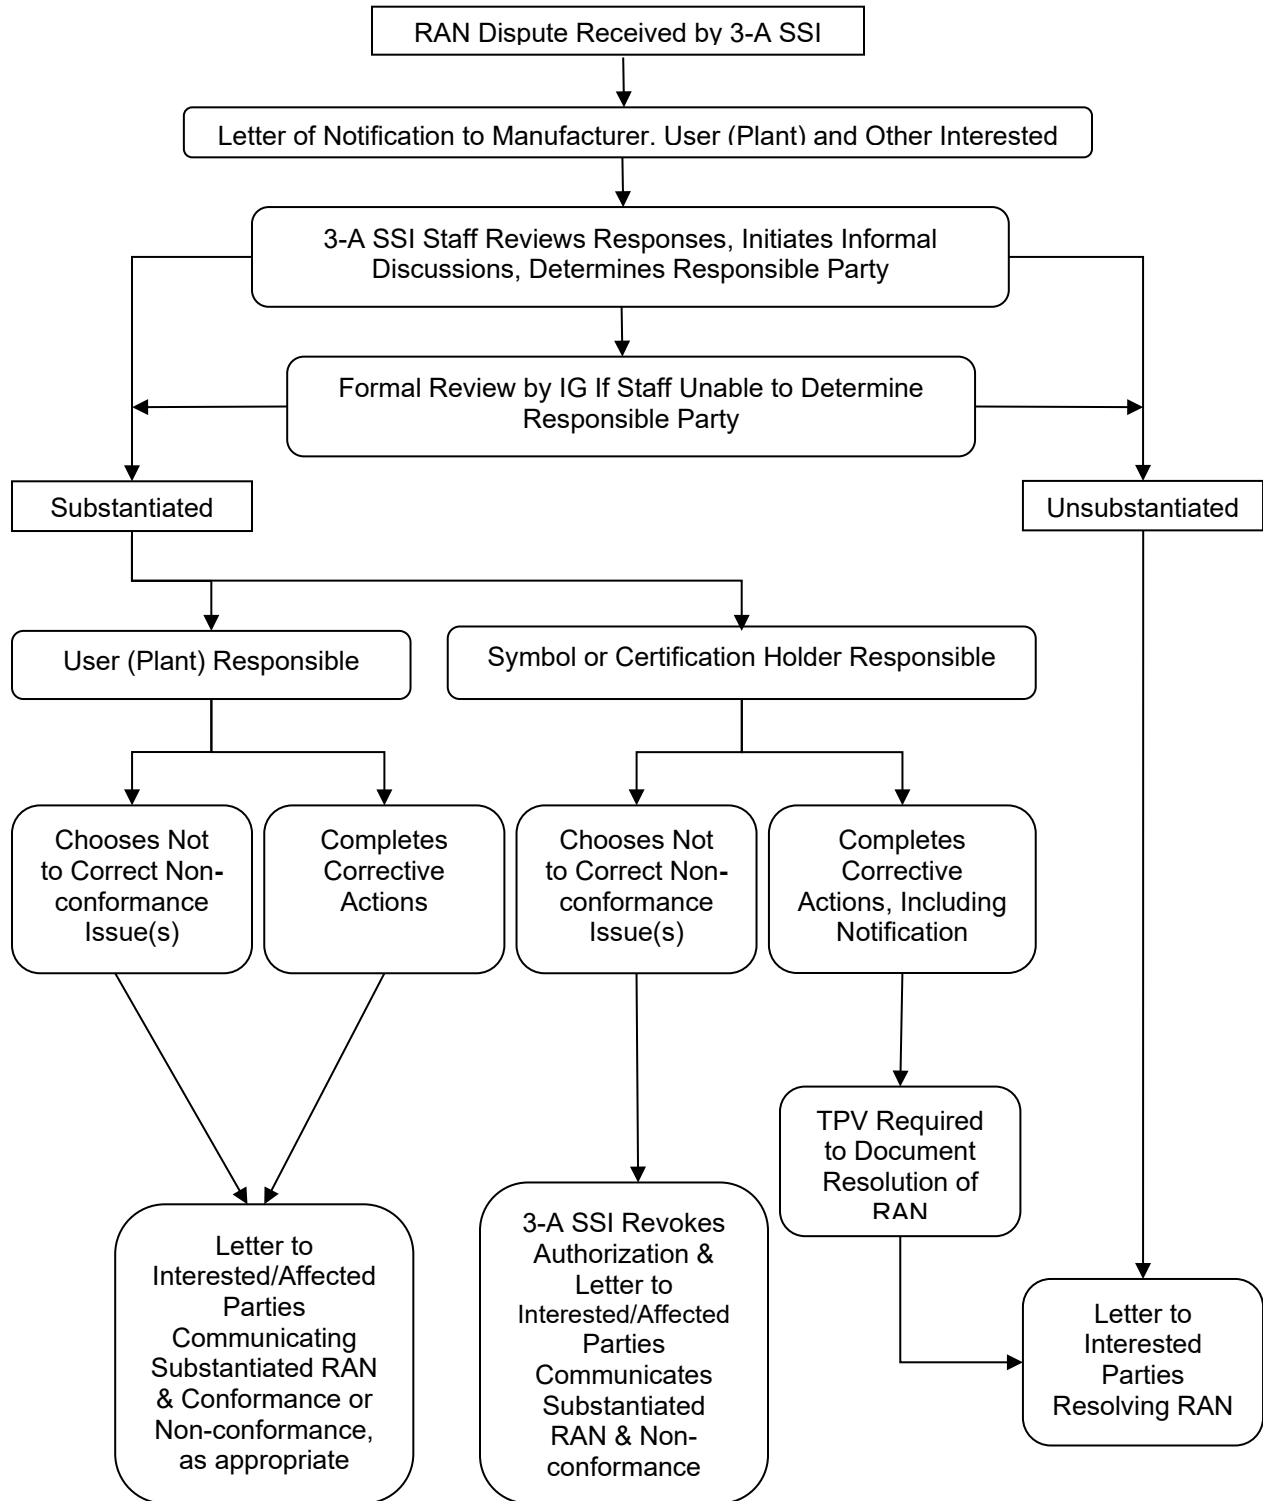 RAN Dispute Received by 3-A SSI
Letter of Notification to Manufacturer, User (Plant) and Other Interested
3-A SSI Staff Reviews Responses, Initiates Informal
Discussions, Determines Responsible Party
Formal Review by IG If Staff Unable to Determine
Responsible Party
Substantiated
Unsubstantiated
User (Plant) Responsible
Symbol or Certification Holder Responsible
Chooses Not
to Correct Non-
conformance
Issue(s)
Completes
Corrective
Actions
Chooses Not
to Correct Non-
conformance
Issue(s)
Completes
Corrective
Actions, Including
Notification
TPV Required
to Document
Resolution of
RAN
Letter to
Interested/Affected
Parties
Communicating
Substantiated RAN
& Conformance or
Non-conformance,
as appropriate
3-A SSI Revokes
Authorization &
Letter to
Interested/Affected
Parties
Communicates
Substantiated
RAN & Non-
conformance
Letter to
Interested
Parties
Resolving RAN